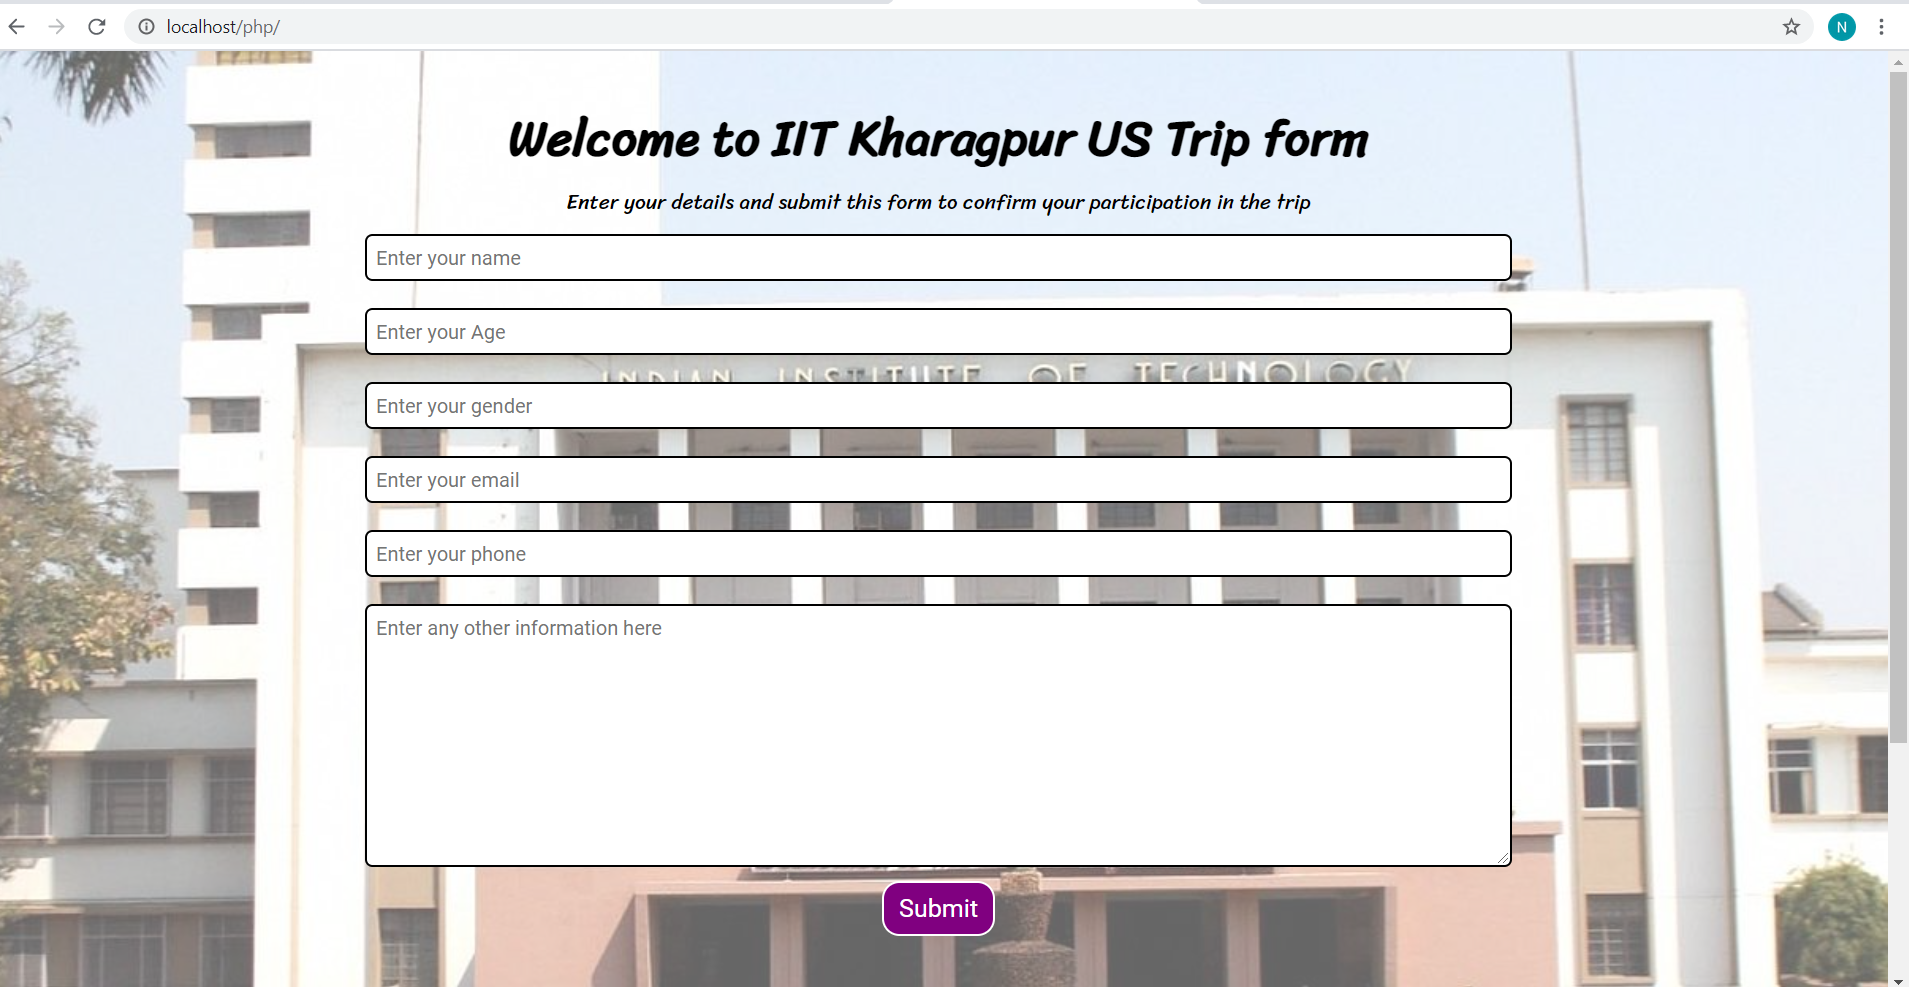 localhost/php/
N
Welcome to IIT Kharagpur US Trip form
Enter your details and submit this form to confirm your participation in the trip
Enter your name
Enter your Age
INDIAN INSTITUTE OF TECHNOLOGY
Enter your gender
Enter your email
Enter your phone
Enter any other information here
Submit